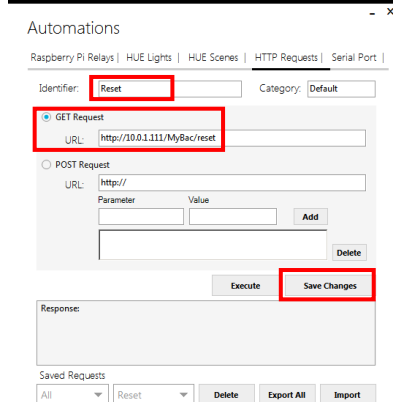 Automations
Raspberry Pi Relays | HUE Lights | HUE Scenes | HTTP Requests | Serial Port |
Identifier: Reset Category: Default
GET Request
URL: http://10.0.1.111/MyBac/reset
POST Request
URL: http://
Parameter Value
Add
Delete
Execute Save Changes
Response:
Saved Requests
All Reset Delete Export All Import